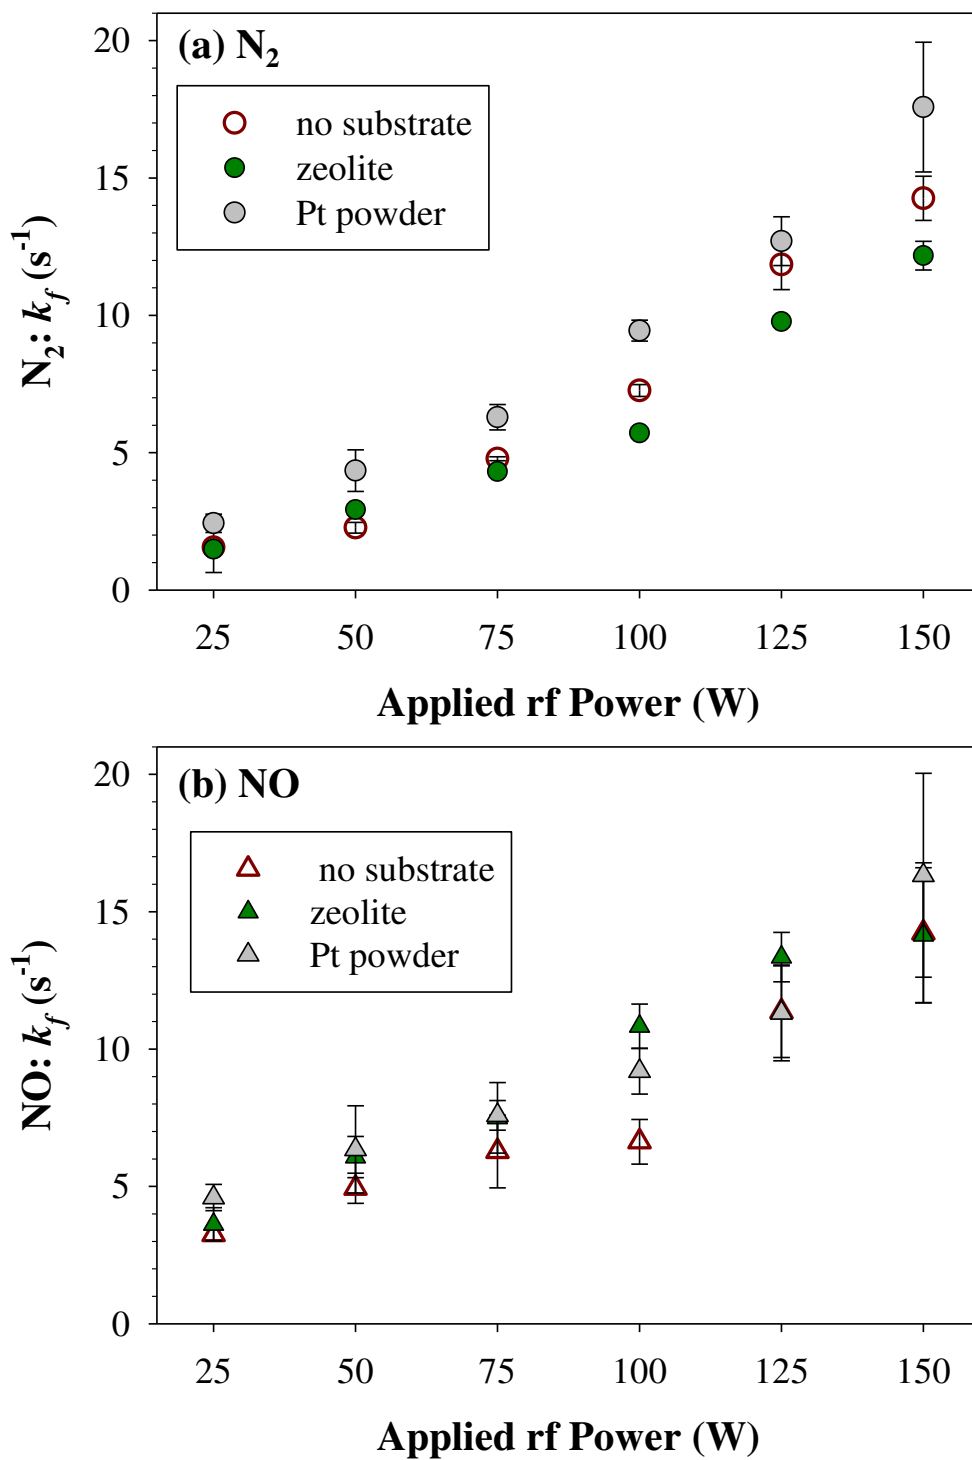 (a) N₂
no substrate
zeolite
Pt powder
N₂: k_f (s⁻¹)
20
15
10
5
0
25 50 75 100 125 150
Applied rf Power (W)
(b) NO
no substrate
zeolite
Pt powder
NO: k_f (s⁻¹)
20
15
10
5
0
25 50 75 100 125 150
Applied rf Power (W)